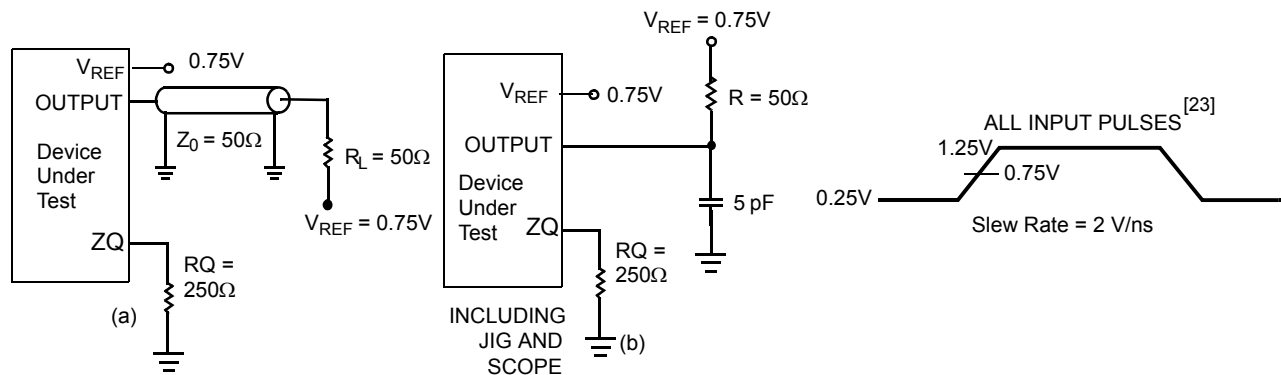 V_REF 0.75V
OUTPUT
Z_0 = 50Ω
Device
Under
Test
R_L = 50Ω
V_REF = 0.75V
ZQ
RQ =
250Ω
(a)
V_REF = 0.75V
V_REF 0.75V
R = 50Ω
OUTPUT
Device
Under
Test
5 pF
ZQ
RQ =
250Ω
INCLUDING
JIG AND
SCOPE
(b)
ALL INPUT PULSES[23]
1.25V
0.75V
0.25V
Slew Rate = 2 V/ns